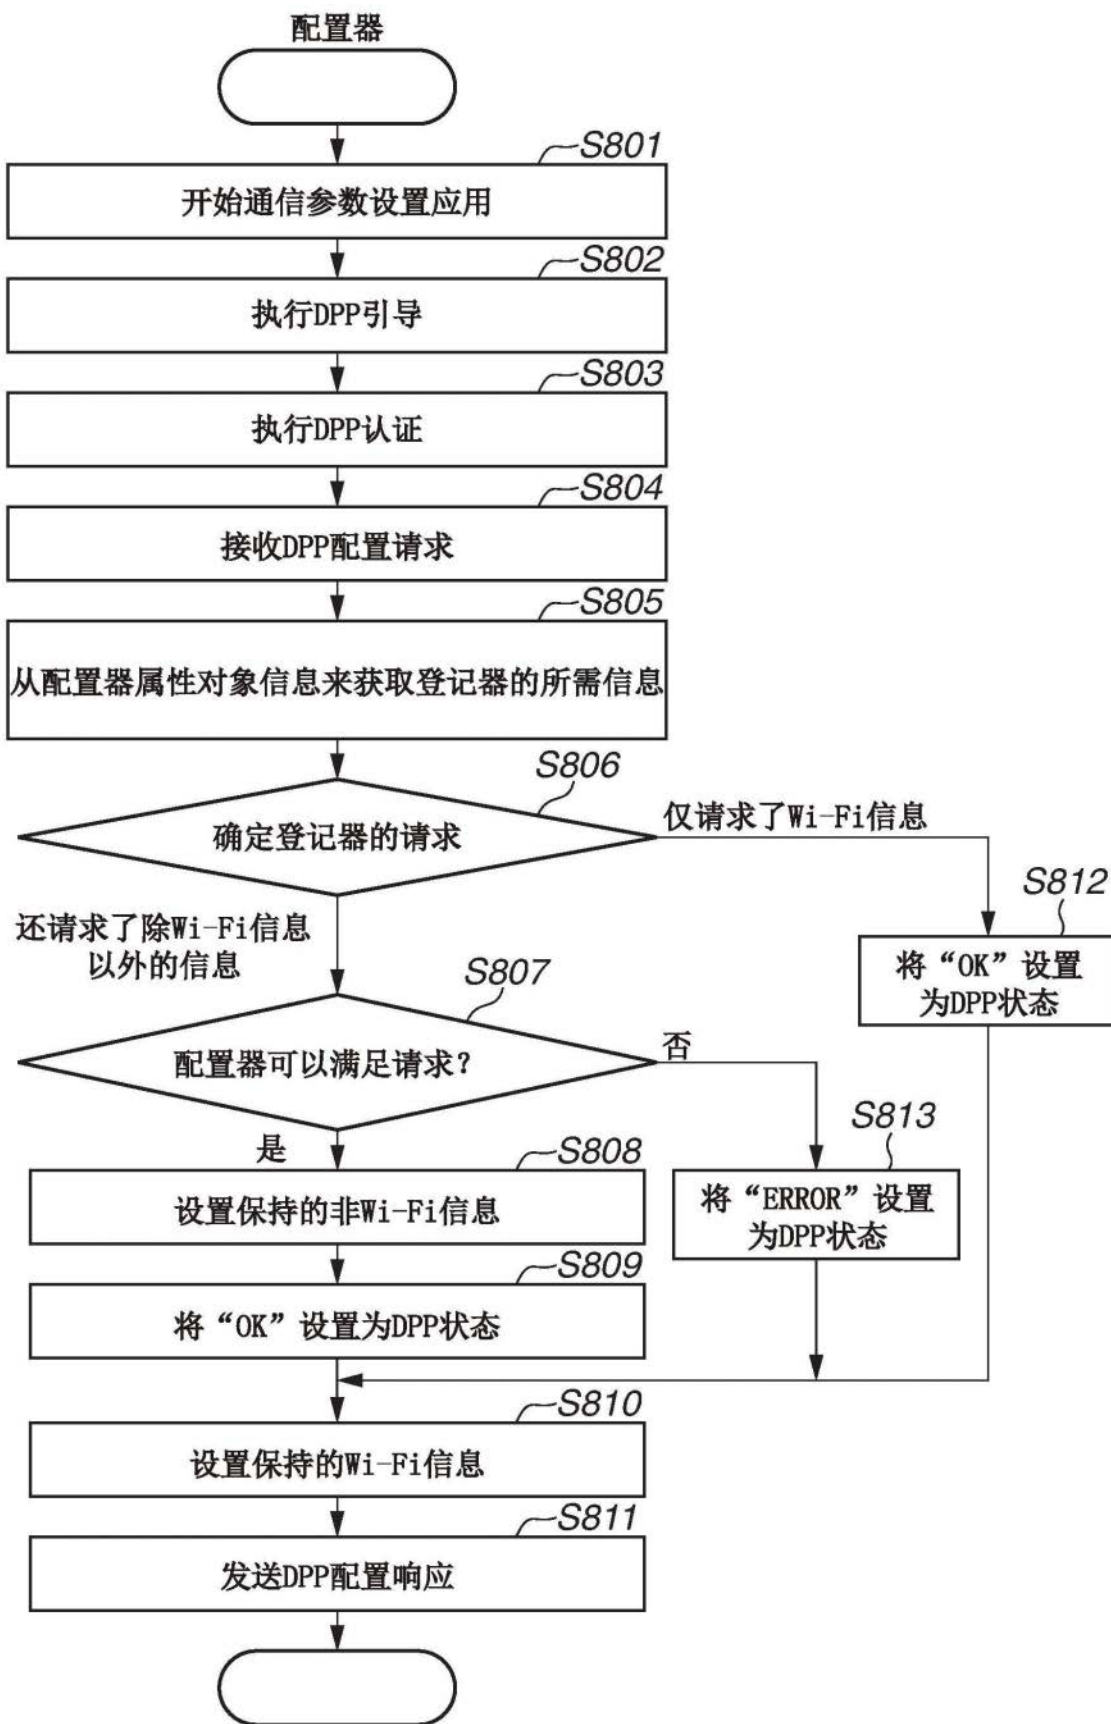 配置器
S801
开始通信参数设置应用
S802
执行DPP引导
S803
执行DPP认证
S804
接收DPP配置请求
S805
从配置器属性对象信息来获取登记器的所需信息
S806
确定登记器的请求
仅请求了Wi-Fi信息
S812
将“OK”设置
为DPP状态
还请求了除Wi-Fi信息
以外的信息
S807
配置器可以满足请求?
否
S813
将“ERROR”设置
为DPP状态
是
S808
设置保持的非Wi-Fi信息
S809
将“OK”设置为DPP状态
S810
设置保持的Wi-Fi信息
S811
发送DPP配置响应